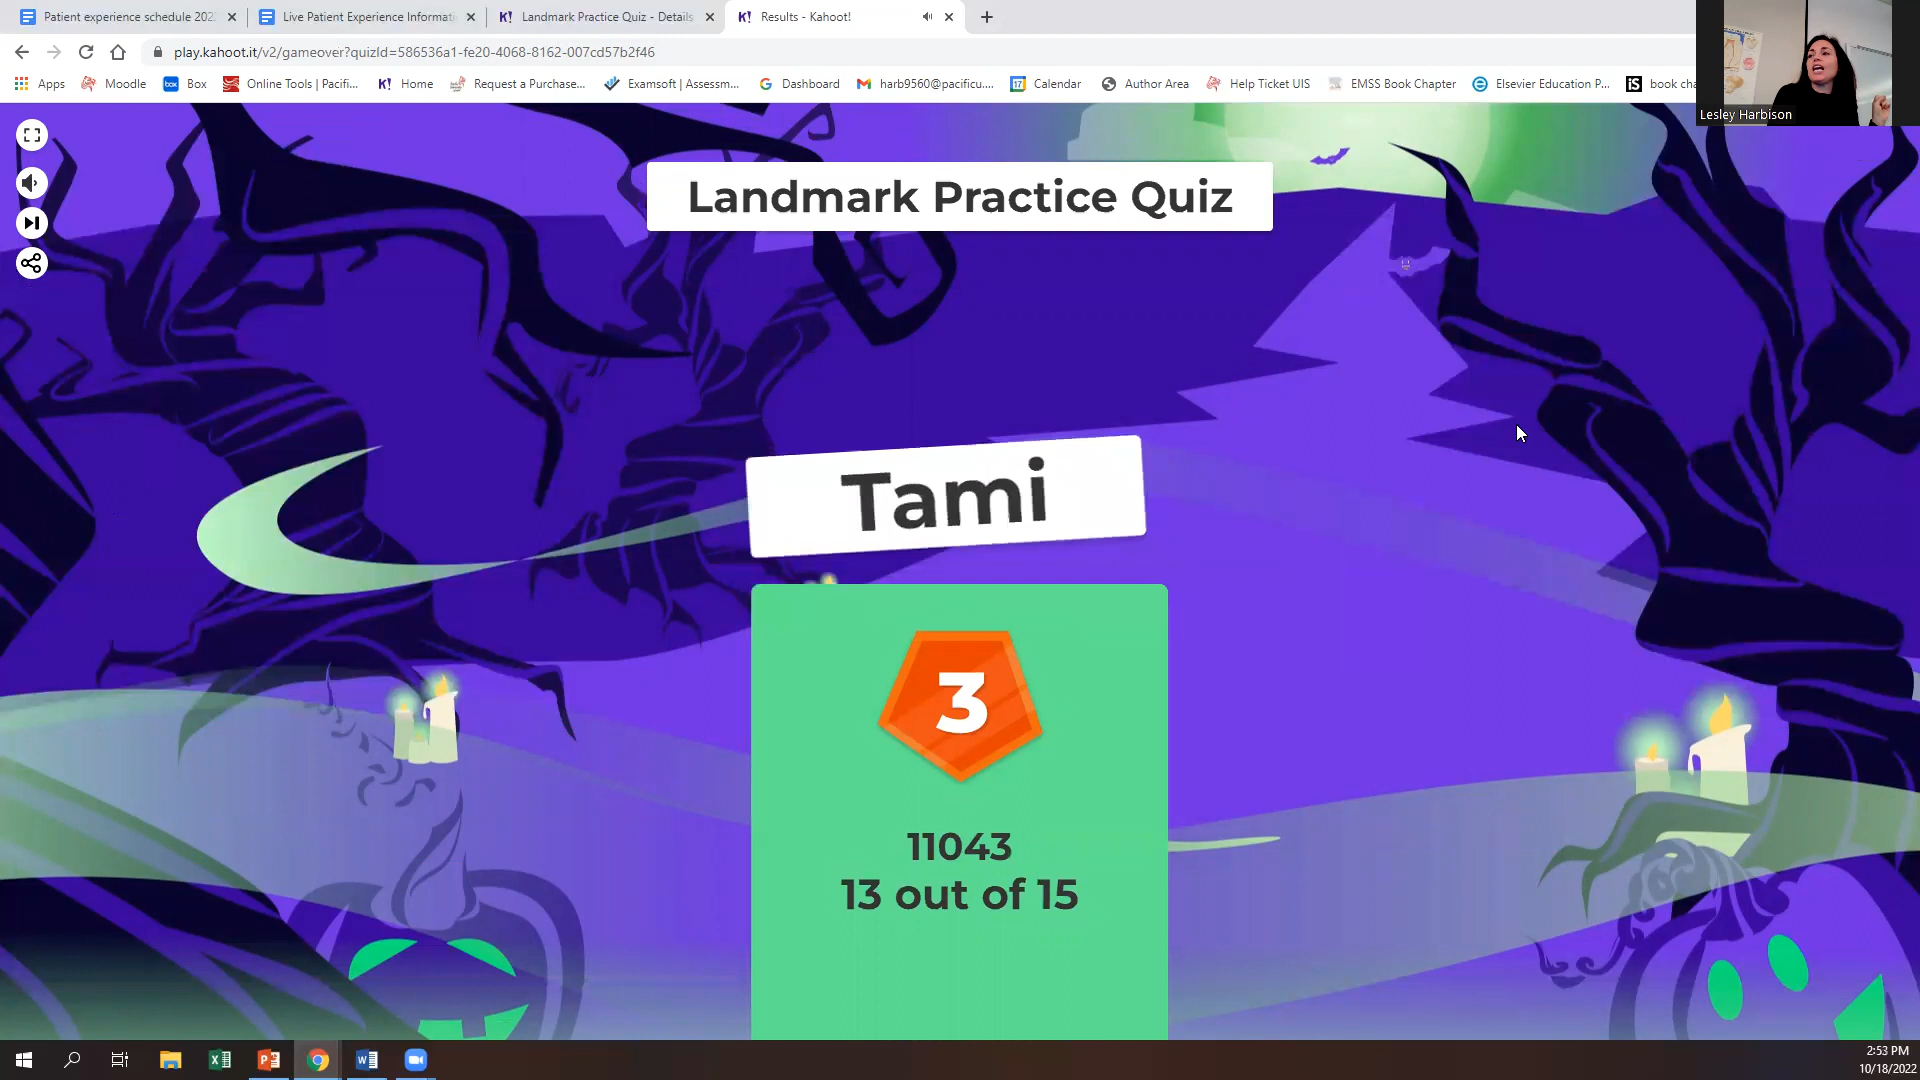 Patient experience schedule 202
Live Patient Experience Informati
K! Landmark Practice Quiz - Details
K! Results - Kahoot!
play.kahoot.it/v2/gameover?quizId=586536a1-fe20-4068-8162-007cd57b2f46
Apps Moodle box Box Online Tools | Pacifi... K! Home Request a Purchase... Examsoft | Assessm... G Dashboard harb9560@pacificu.... Calendar Author Area Help Ticket UIS EMSS Book Chapter Elsevier Education P... iS book cha
Lesley Harbison
Landmark Practice Quiz
Tami
3
11043
13 out of 15
2:53 PM
10/18/2022